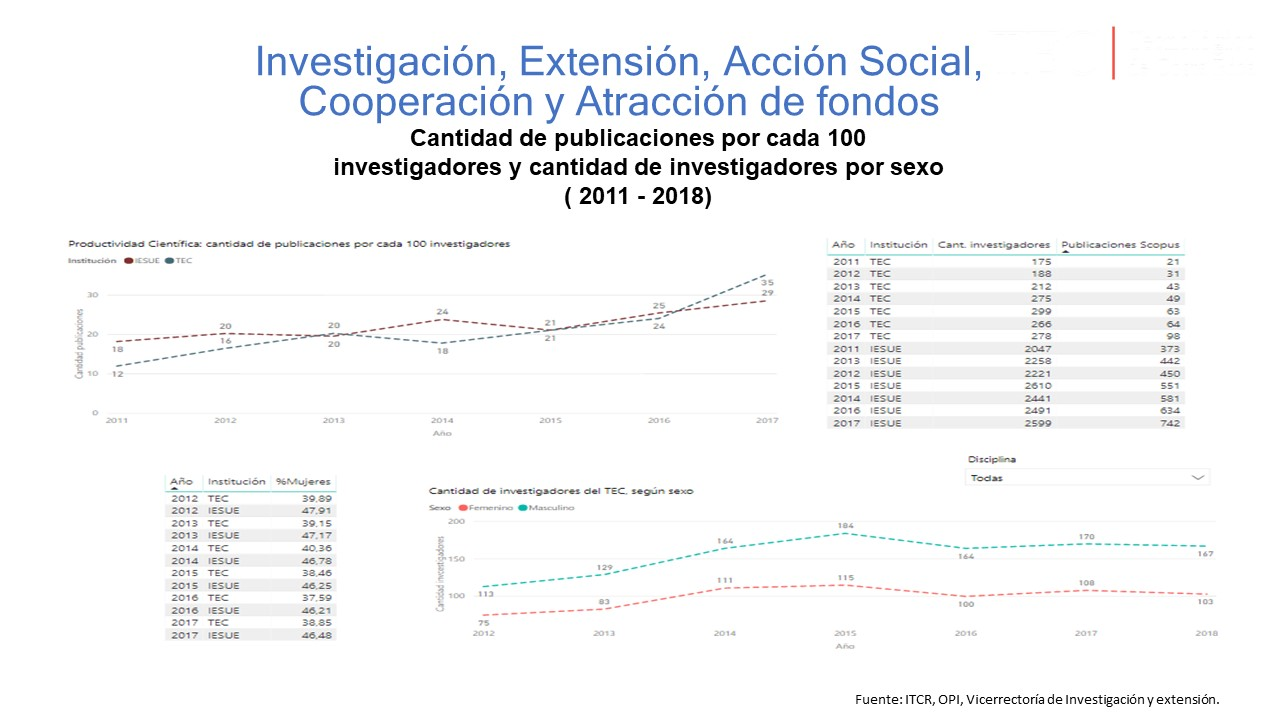 Investigación, Extensión, Acción Social,
Cooperación y Atracción de fondos
Cantidad de publicaciones por cada 100
investigadores y cantidad de investigadores por sexo
( 2011 - 2018)
Productividad Científica: cantidad de publicaciones por cada 100 investigadores
Institución IESUE TEC
Cantidad publicaciones
30
20
10
0
18
12
20
16
20
20
24
18
21
21
25
24
35
29
2011 2012 2013 2014 2015 2016 2017
Año
Año Institución Cant. investigadores Publicaciones Scopus
2011 TEC 175 21
2012 TEC 188 31
2013 TEC 212 43
2014 TEC 275 49
2015 TEC 299 63
2016 TEC 266 64
2017 TEC 278 98
2011 IESUE 2047 373
2013 IESUE 2258 442
2012 IESUE 2221 450
2015 IESUE 2610 551
2014 IESUE 2441 581
2016 IESUE 2491 634
2017 IESUE 2599 742
Año Institución %Mujeres
2012 TEC 39,89
2012 IESUE 47,91
2013 TEC 39,15
2013 IESUE 47,17
2014 TEC 40,36
2014 IESUE 46,78
2015 TEC 38,46
2015 IESUE 46,25
2016 TEC 37,59
2016 IESUE 46,21
2017 TEC 38,85
2017 IESUE 46,48
Disciplina
Todas
Cantidad de investigadores del TEC, según sexo
Sexo Femenino Masculino
Cantidad investigadores
200
150
100
113
129
164
184
164
170
167
75
83
111
115
100
108
103
2012 2013 2014 2015 2016 2017 2018
Año
Fuente: ITCR, OPI, Vicerrectoría de Investigación y extensión.